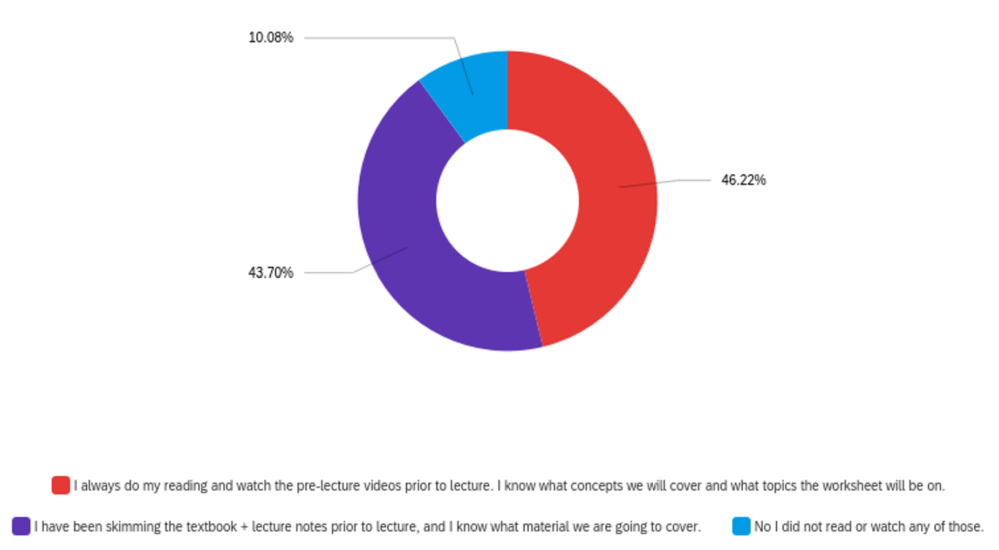 10.08%
46.22%
43.70%
I always do my reading and watch the pre-lecture videos prior to lecture. I know what concepts we will cover and what topics the worksheet will be on.
I have been skimming the textbook + lecture notes prior to lecture, and I know what material we are going to cover.
No I did not read or watch any of those.